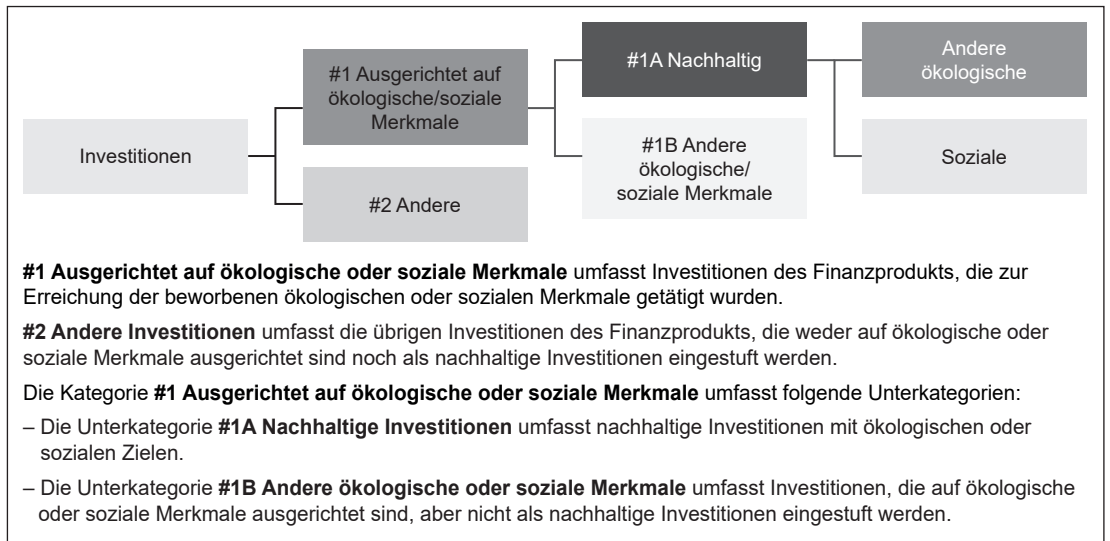 Investitionen
#1 Ausgerichtet auf
ökologische/soziale
Merkmale
#2 Andere
#1A Nachhaltig
#1B Andere
ökologische/
soziale Merkmale
Andere
ökologische
Soziale
#1 Ausgerichtet auf ökologische oder soziale Merkmale umfasst Investitionen des Finanzprodukts, die zur
Erreichung der beworbenen ökologischen oder sozialen Merkmale getätigt wurden.
#2 Andere Investitionen umfasst die übrigen Investitionen des Finanzprodukts, die weder auf ökologische oder
soziale Merkmale ausgerichtet sind noch als nachhaltige Investitionen eingestuft werden.
Die Kategorie #1 Ausgerichtet auf ökologische oder soziale Merkmale umfasst folgende Unterkategorien:
– Die Unterkategorie #1A Nachhaltige Investitionen umfasst nachhaltige Investitionen mit ökologischen oder
sozialen Zielen.
– Die Unterkategorie #1B Andere ökologische oder soziale Merkmale umfasst Investitionen, die auf ökologische
oder soziale Merkmale ausgerichtet sind, aber nicht als nachhaltige Investitionen eingestuft werden.